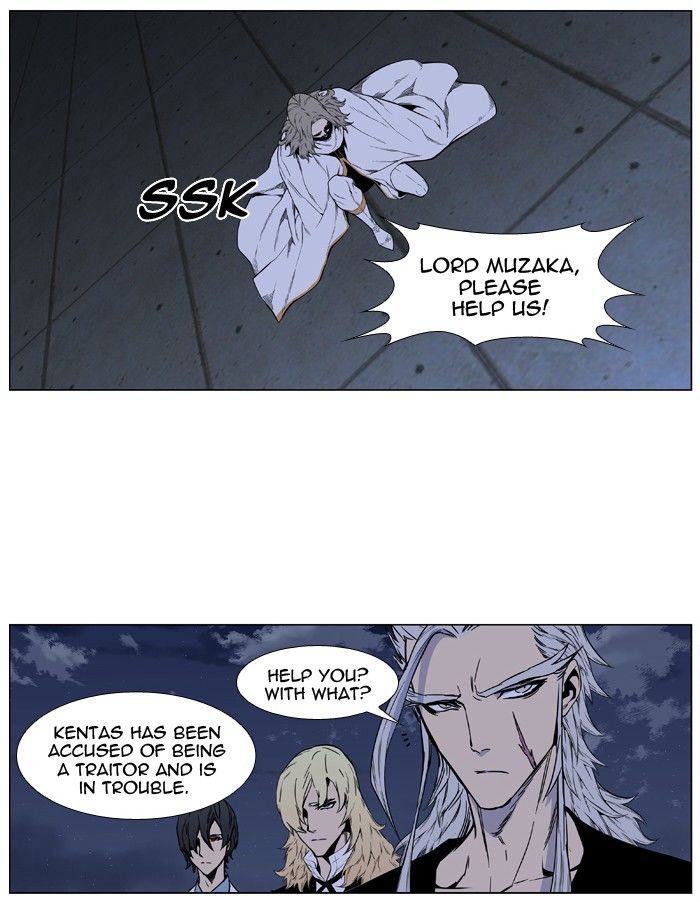 SSK
LORD MUZAKA,
PLEASE
HELP US!
HELP YOU?
WITH WHAT?
KENTAS HAS BEEN
ACCUSED OF BEING
A TRAITOR AND IS
IN TROUBLE.